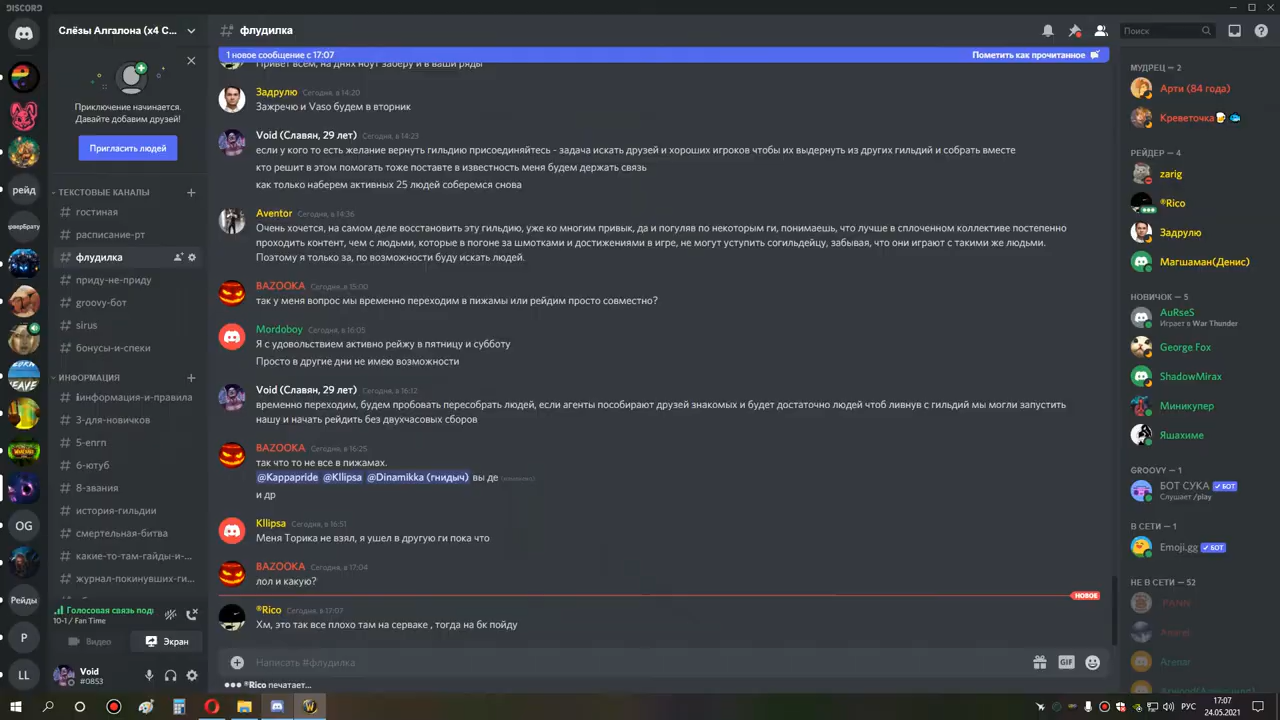 DISCORD
Слёзы Алгалона (x4 С...
Приключение начинается.
Давайте добавим друзей!
Пригласить людей
рейд
ТЕКСТОВЫЕ КАНАЛЫ
гостиная
расписание-рт
флудилка
приду-не-приду
groovy-бот
sirus
бонусы-и-спеки
ИНФОРМАЦИЯ
информация-и-правила
3-для-новичков
5-епгп
6-ютуб
8-звания
история-гильдии
смертельная-битва
какие-то-там-гайды-и-...
журнал-покинувших-ги...
OG
Рейды
P
LL
Голосовая связь поды
10-1 / Fan Time
Видео
Экран
Void
#0853
# флудилка
Поиск
1 новое сообщение с 17:07
Пометить как прочитанное
Привет всем, на днях ноут заберу и в ваши ряды
Задрулю Сегодня, в 14:20
Зажречю и Vaso будем в вторник
Void (Славян, 29 лет) Сегодня, в 14:23
если у кого то есть желание вернуть гильдию присоединяйтесь - задача искать друзей и хороших игроков чтобы их выдернуть из других гильдий и собрать вместе
кто решит в этом помогать тоже поставте в известность меня будем держать связь
как только наберем активных 25 людей соберемся снова
Aventor Сегодня, в 14:36
Очень хочется, на самом деле восстановить эту гильдию, уже ко многим привык, да и погуляв по некоторым ги, понимаешь, что лучше в сплоченном коллективе постепенно
проходить контент, чем с людьми, которые в погоне за шмотками и достижениями в игре, не могут уступить согильдейцу, забывая, что они играют с такими же людьми.
Поэтому я только за, по возможности буду искать людей.
BAZOOKA Сегодня, в 15:00
так у меня вопрос мы временно переходим в пижамы или рейдим просто совместно?
Mordoboy Сегодня, в 16:05
Я с удовольствием активно рейжу в пятницу и субботу
Просто в другие дни не имею возможности
Void (Славян, 29 лет) Сегодня, в 16:12
временно переходим, будем пробовать пересобрать людей, если агенты пособирают друзей знакомых и будет достаточно людей чтоб ливнув с гильдий мы могли запустить
нашу и начать рейдить без двухчасовых сборов
BAZOOKA Сегодня, в 16:25
так что то не все в пижамах.
@Kappapride @Kllipsa @Dinamikka (гнидыч) вы де (изменено)
и др
Kllipsa Сегодня, в 16:51
Меня Торика не взял, я ушел в другую ги пока что
BAZOOKA Сегодня, в 17:04
лол и какую?
НОВОЕ
®Rico Сегодня, в 17:07
Хм, это так все плохо там на серваке , тогда на бк пойду
Написать #флудилка
GIF
®Rico печатает...
МУДРЕЦ — 2
Арти (84 года)
Креветочка
РЕЙДЕР — 4
zarig
®Rico
Задрулю
Магшаман(Денис)
НОВИЧОК — 5
AuRseS
Играет в War Thunder
George Fox
ShadowMirax
Миникупер
Яшахиме
GROOVY — 1
БОТ СУКА БОТ
Слушает /play
В СЕТИ — 1
Emoji.gg БОТ
НЕ В СЕТИ — 52
PANN
Arenar
РУС
17:07
24.05.2021